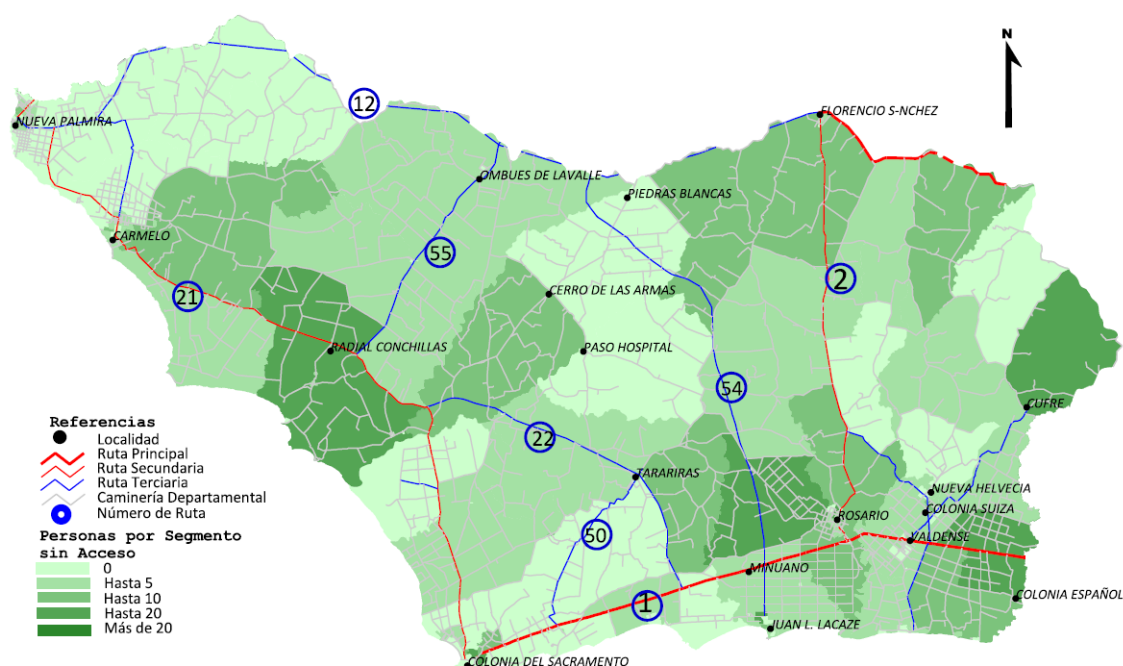 N
12
FLORENCIO S-NCHEZ
NUEVA PALMIRA
OMBUES DE LAVALLE
PIEDRAS BLANCAS
CARMELO
55
2
21
CERRO DE LAS ARMAS
RADIAL CONCHILLAS
PASO HOSPITAL
54
CUFRE
22
TARARIRAS
NUEVA HELVECIA
COLONIA SUIZA
ROSARIO
50
VALDENSE
MINUANO
1
COLONIA ESPAÑOL
JUAN L. LACAZE
COLONIA DEL SACRAMENTO
Referencias
Localidad
Ruta Principal
Ruta Secundaria
Ruta Terciaria
Caminería Departamental
Número de Ruta
Personas por Segmento
sin Acceso
0
Hasta 5
Hasta 10
Hasta 20
Más de 20